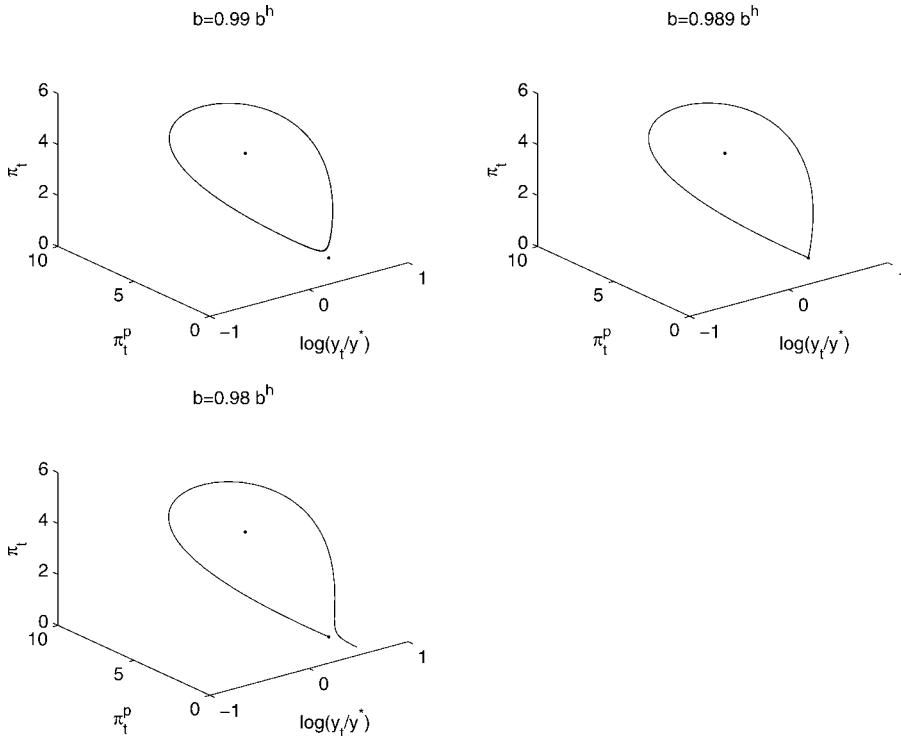 b=0.99 b^h
6
4
2
0
π_t
10
5
0
π_t^p
−1
0
1
log(y_t/y^*)
b=0.989 b^h
6
4
2
0
π_t
10
5
0
π_t^p
−1
0
log(y_t/y^*)
b=0.98 b^h
6
4
2
0
π_t
10
5
0
π_t^p
−1
0
1
log(y_t/y^*)